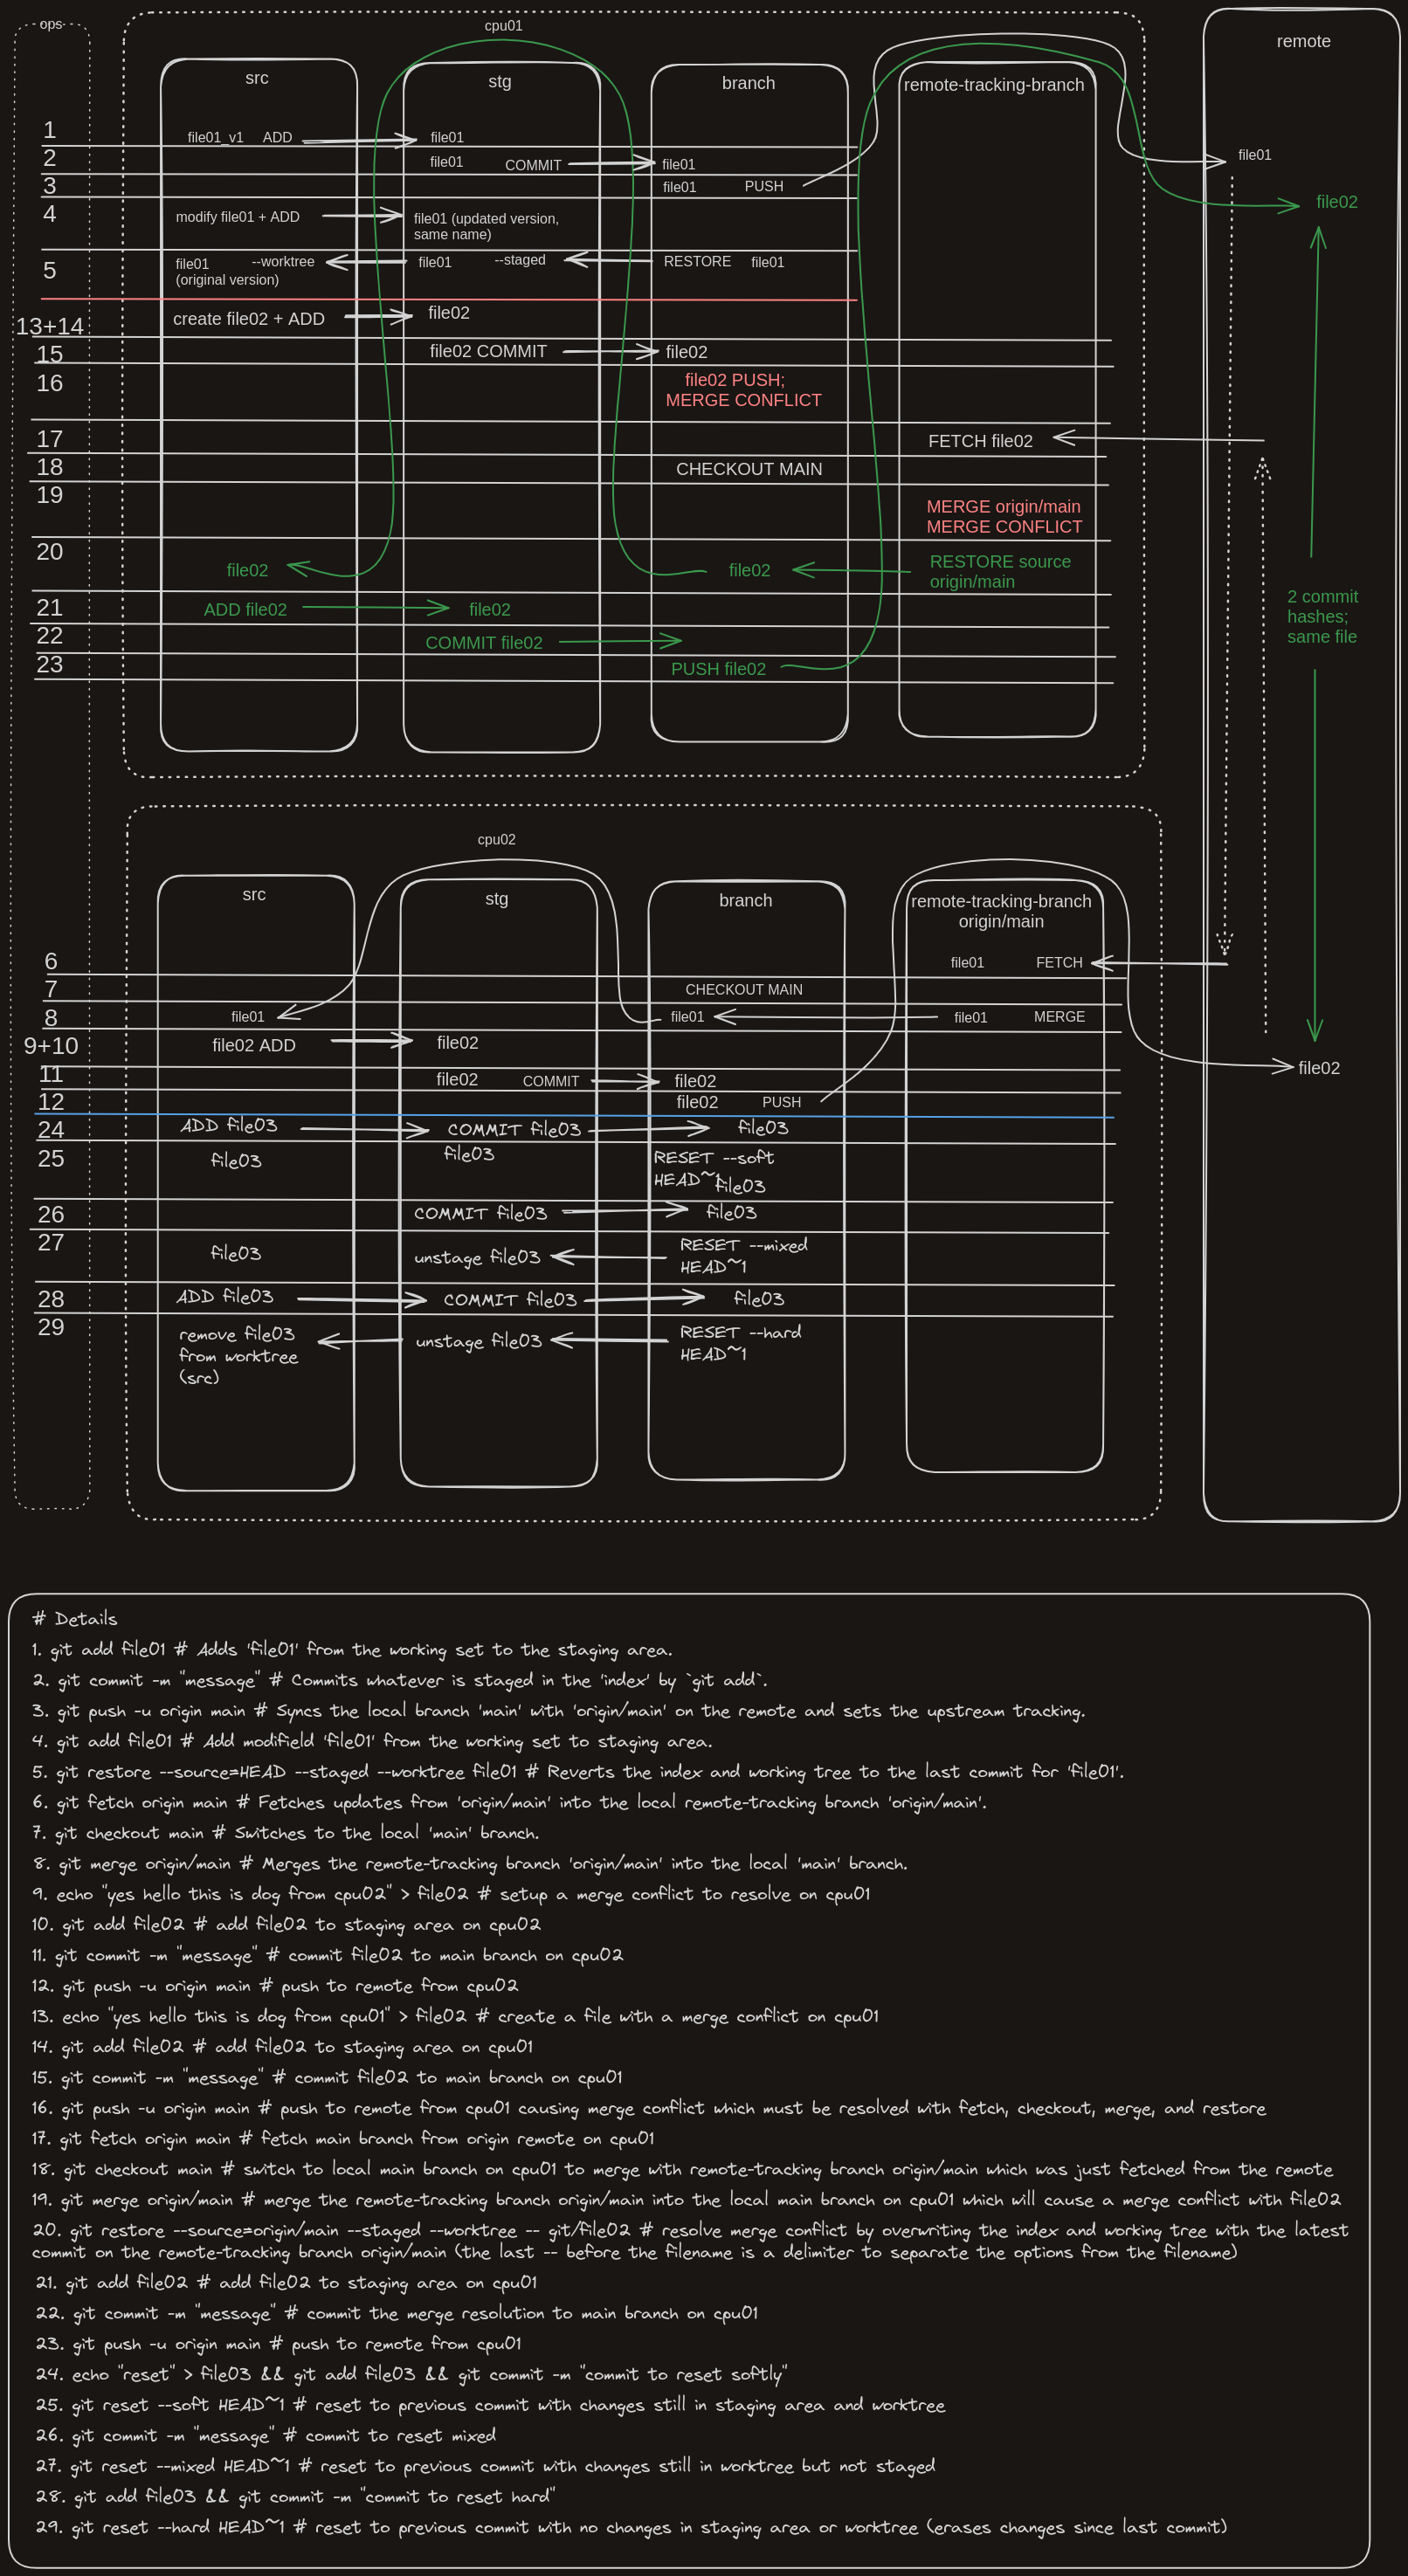 ops
cpu01
remote
src
stg
branch
remote-tracking-branch
1
file01_v1 ADD
file01
2
file01
COMMIT
file01
file01
3
file01
PUSH
file02
4
modify file01 + ADD
file01 (updated version,
same name)
5
file01
(original version)
--worktree
file01
--staged
RESTORE
file01
13+14
create file02 + ADD
file02
15
file02 COMMIT
file02
16
file02 PUSH;
MERGE CONFLICT
17
FETCH file02
18
CHECKOUT MAIN
19
MERGE origin/main
MERGE CONFLICT
20
file02
file02
RESTORE source
origin/main
2 commit
hashes;
same file
21
ADD file02
file02
22
COMMIT file02
23
PUSH file02
cpu02
src
stg
branch
remote-tracking-branch
origin/main
6
file01
FETCH
7
CHECKOUT MAIN
8
file01
file01
file01
MERGE
9+10
file02 ADD
file02
file02
11
file02
COMMIT
file02
12
file02
PUSH
24
ADD file03
COMMIT file03
file03
25
file03
file03
RESET --soft
HEAD~1
file03
26
COMMIT file03
file03
27
file03
unstage file03
RESET --mixed
HEAD~1
28
ADD file03
COMMIT file03
file03
29
remove file03
from worktree
(src)
unstage file03
RESET --hard
HEAD~1
# Details
1. git add file01 # Adds 'file01' from the working set to the staging area.
2. git commit -m "message" # Commits whatever is staged in the 'index' by `git add`.
3. git push -u origin main # Syncs the local branch 'main' with 'origin/main' on the remote and sets the upstream tracking.
4. git add file01 # Add modifield 'file01' from the working set to staging area.
5. git restore --source=HEAD --staged --worktree file01 # Reverts the index and working tree to the last commit for 'file01'.
6. git fetch origin main # Fetches updates from 'origin/main' into the local remote-tracking branch 'origin/main'.
7. git checkout main # Switches to the local 'main' branch.
8. git merge origin/main # Merges the remote-tracking branch 'origin/main' into the local 'main' branch.
9. echo "yes hello this is dog from cpu02" > file02 # setup a merge conflict to resolve on cpu01
10. git add file02 # add file02 to staging area on cpu02
11. git commit -m "message" # commit file02 to main branch on cpu02
12. git push -u origin main # push to remote from cpu02
13. echo "yes hello this is dog from cpu01" > file02 # create a file with a merge conflict on cpu01
14. git add file02 # add file02 to staging area on cpu01
15. git commit -m "message" # commit file02 to main branch on cpu01
16. git push -u origin main # push to remote from cpu01 causing merge conflict which must be resolved with fetch, checkout, merge, and restore
17. git fetch origin main # fetch main branch from origin remote on cpu01
18. git checkout main # switch to local main branch on cpu01 to merge with remote-tracking branch origin/main which was just fetched from the remote
19. git merge origin/main # merge the remote-tracking branch origin/main into the local main branch on cpu01 which will cause a merge conflict with file02
20. git restore --source=origin/main --staged --worktree -- git/file02 # resolve merge conflict by overwriting the index and working tree with the latest
commit on the remote-tracking branch origin/main (the last -- before the filename is a delimiter to separate the options from the filename)
21. git add file02 # add file02 to staging area on cpu01
22. git commit -m "message" # commit the merge resolution to main branch on cpu01
23. git push -u origin main # push to remote from cpu01
24. echo "reset" > file03 && git add file03 && git commit -m "commit to reset softly"
25. git reset --soft HEAD~1 # reset to previous commit with changes still in staging area and worktree
26. git commit -m "message" # commit to reset mixed
27. git reset --mixed HEAD~1 # reset to previous commit with changes still in worktree but not staged
28. git add file03 && git commit -m "commit to reset hard"
29. git reset --hard HEAD~1 # reset to previous commit with no changes in staging area or worktree (erases changes since last commit)